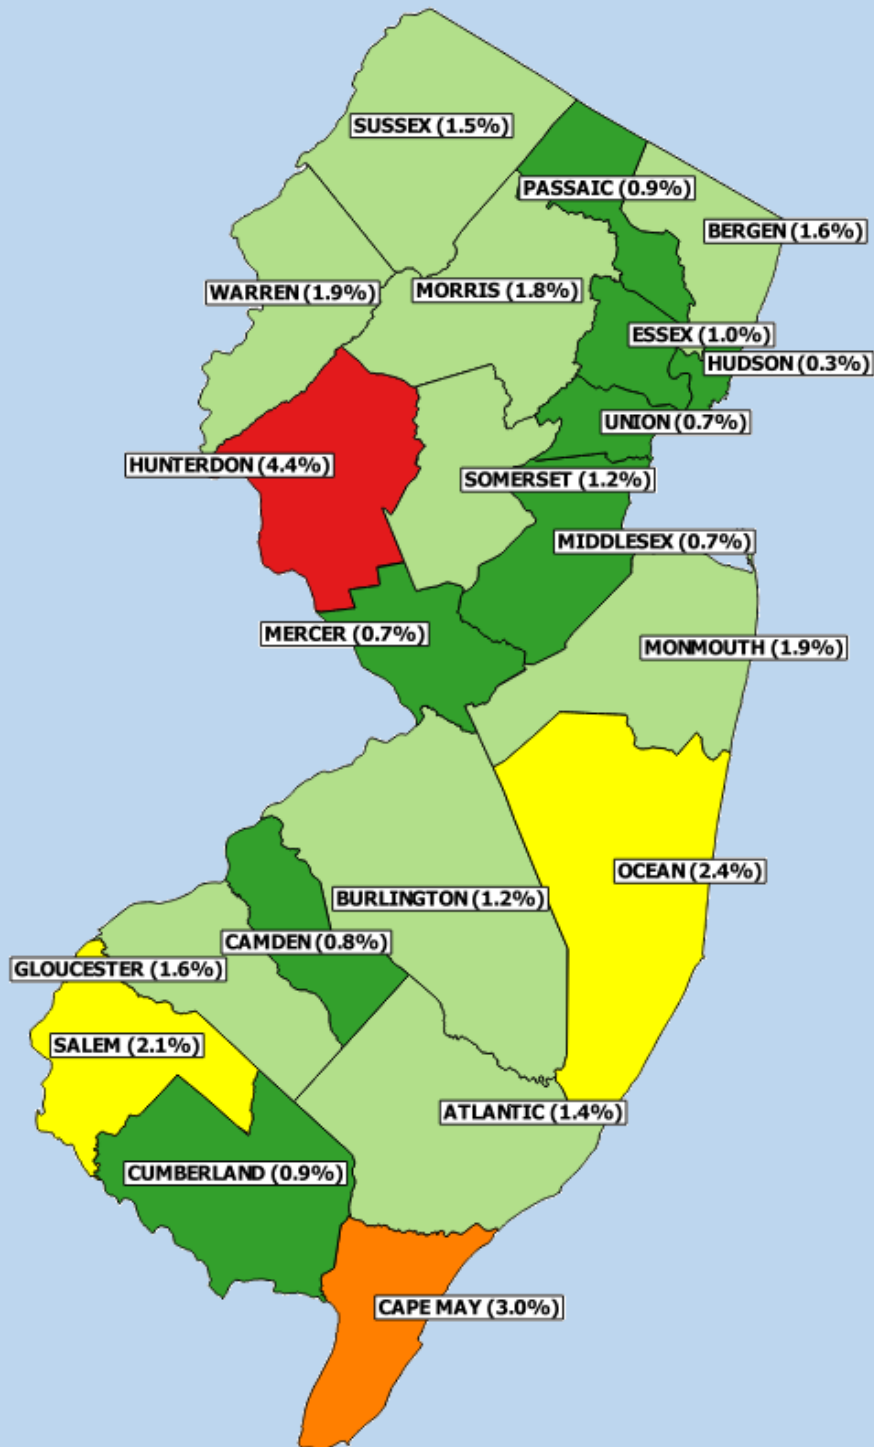 SUSSEX (1.5%)
PASSAIC (0.9%)
BERGEN (1.6%)
WARREN (1.9%)
MORRIS (1.8%)
ESSEX (1.0%)
HUDSON (0.3%)
UNION (0.7%)
HUNTERDON (4.4%)
SOMERSET (1.2%)
MIDDLESEX (0.7%)
MERCER (0.7%)
MONMOUTH (1.9%)
OCEAN (2.4%)
BURLINGTON (1.2%)
CAMDEN (0.8%)
GLOUCESTER (1.6%)
SALEM (2.1%)
ATLANTIC (1.4%)
CUMBERLAND (0.9%)
CAPE MAY (3.0%)